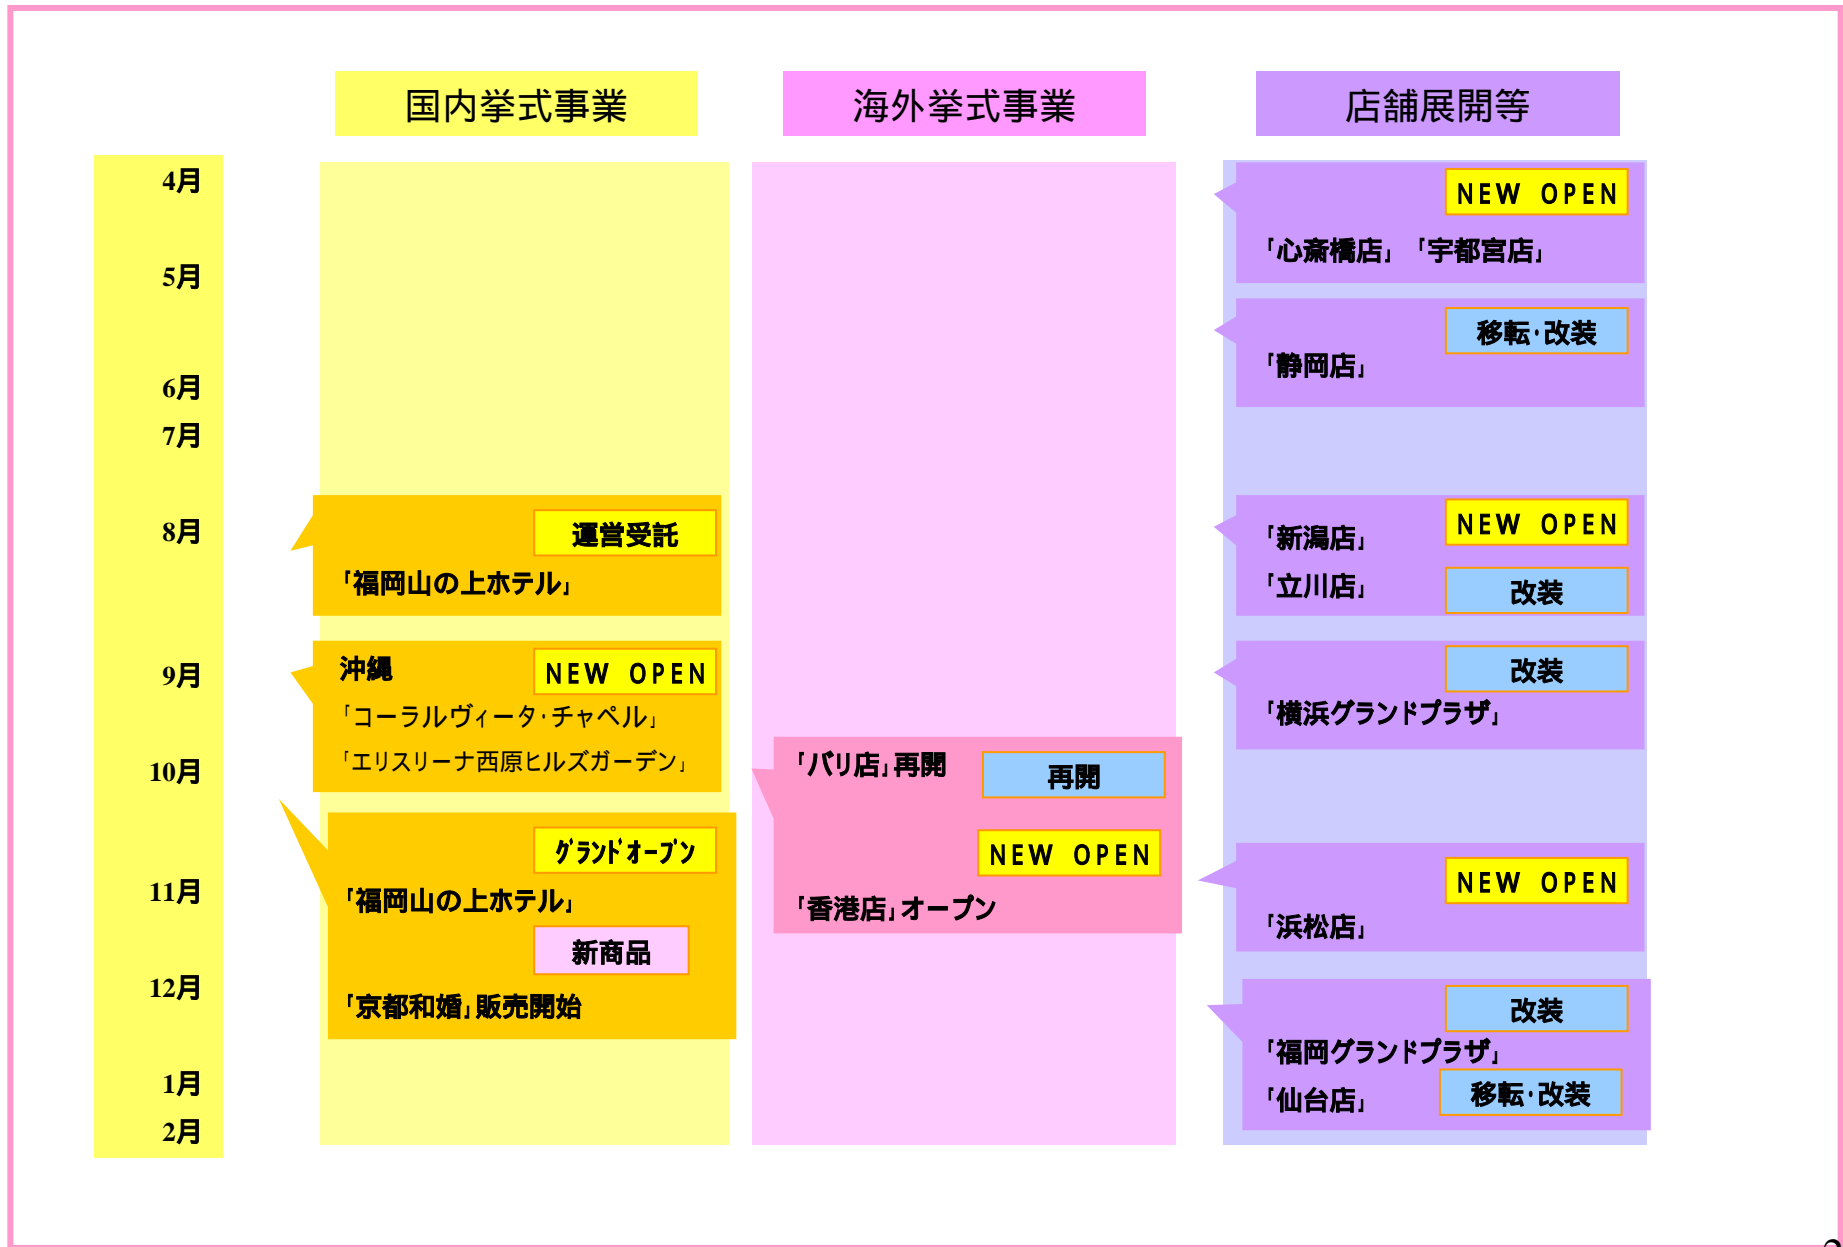 国内挙式事業
海外挙式事業
店舗展開等
4月
5月
6月
7月
8月
9月
10月
11月
12月
1月
2月
運営受託
「福岡山の上ホテル」
沖縄
NEW OPEN
「コーラルヴィータ・チャペル」
「エリスリーナ西原ヒルズガーデン」
ｸﾞﾗﾝﾄﾞｵｰﾌﾟﾝ
「福岡山の上ホテル」
新商品
「京都和婚」販売開始
「バリ店」再開
再開
NEW OPEN
「香港店」オープン
NEW OPEN
「心斎橋店」「宇都宮店」
移転・改装
「静岡店」
NEW OPEN
「新潟店」
「立川店」
改装
改装
「横浜グランドプラザ」
NEW OPEN
「浜松店」
改装
「福岡グランドプラザ」
「仙台店」
移転・改装